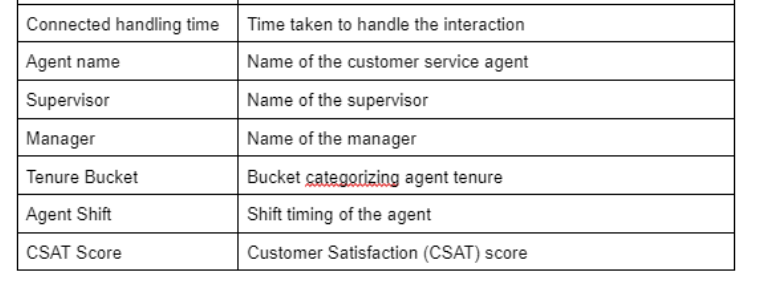 Connected handling time Time taken to handle the interaction
Agent name Name of the customer service agent
Supervisor Name of the supervisor
Manager Name of the manager
Tenure Bucket Bucket categorizing agent tenure
Agent Shift Shift timing of the agent
CSAT Score Customer Satisfaction (CSAT) score